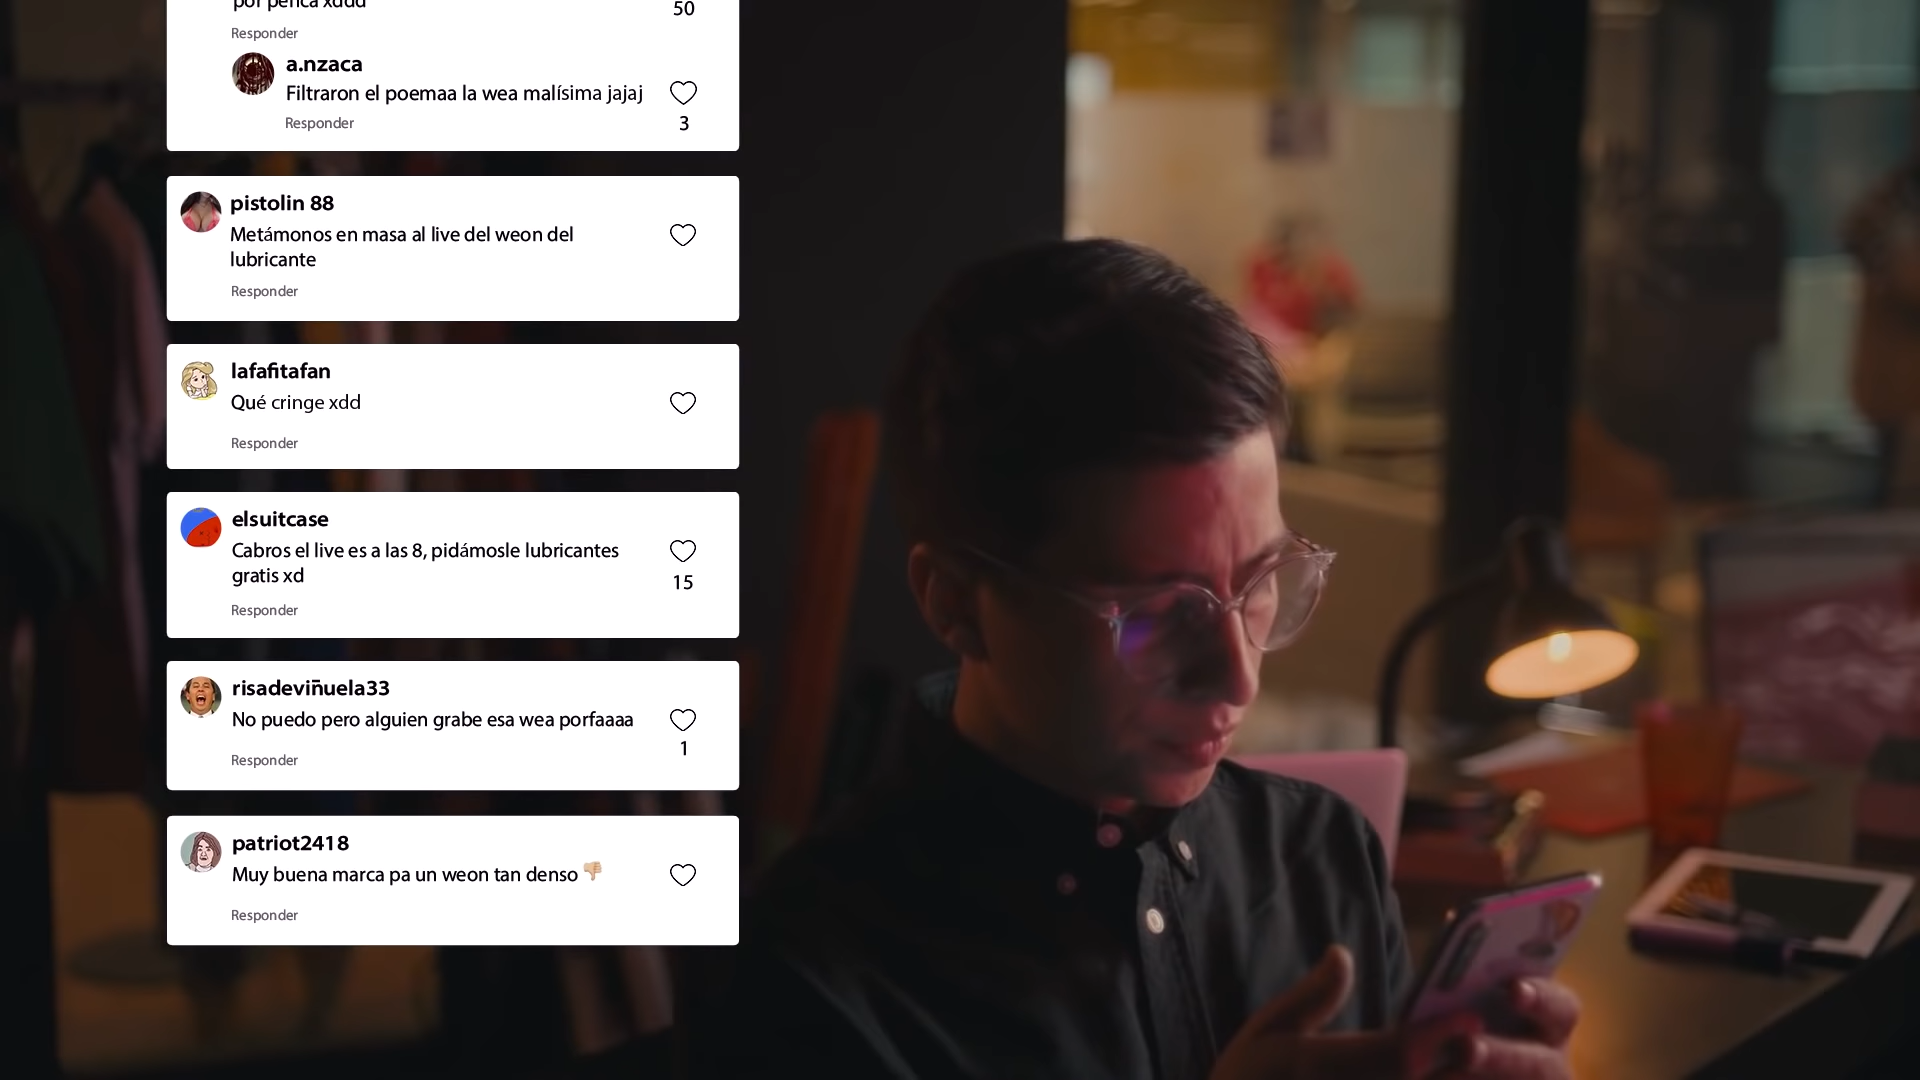 por penca xddd
50
Responder
a.nzaca
Filtraron el poemaa la wea malísima jajaj
Responder
3
pistolin 88
Metámonos en masa al live del weon del
lubricante
Responder
lafafitafan
Qué cringe xdd
Responder
elsuitcase
Cabros el live es a las 8, pidámosle lubricantes
gratis xd
15
Responder
risadeviñuela33
No puedo pero alguien grabe esa wea porfaaaa
1
Responder
patriot2418
Muy buena marca pa un weon tan denso 👎🏼
Responder